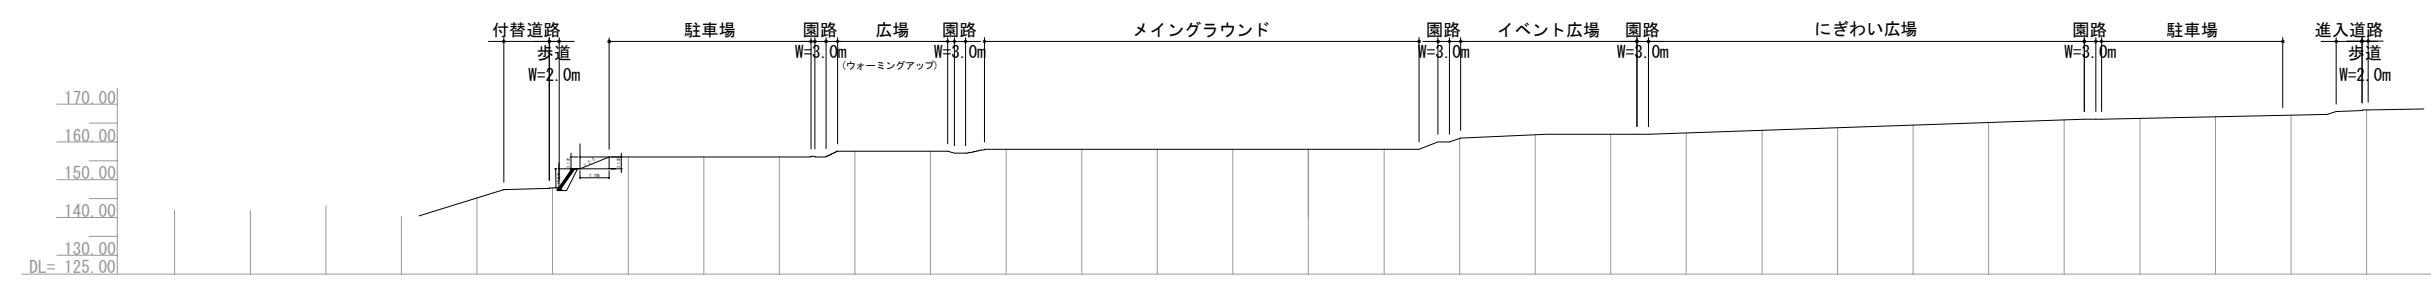 付替道路
歩道
W=2.0m
駐車場
園路
W=3.0m
広場
(ウォーミングアップ)
園路
W=3.0m
メイングラウンド
園路
W=3.0m
イベント広場
園路
W=3.0m
にぎわい広場
園路
W=3.0m
駐車場
進入道路
歩道
W=2.0m
170.00
160.00
150.00
140.00
130.00
DL= 125.00